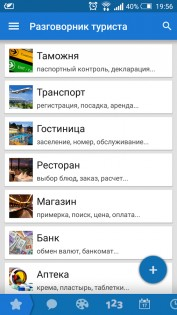 40%
19:56
Разговорник туриста
Таможня
паспортный контроль, декларация...
Транспорт
регистрация, посадка, аренда...
Гостиница
заселение, номер, обслуживание...
Ресторан
выбор блюд, заказ, расчет...
Магазин
примерка, поиск, цена, оплата...
Банк
обмен валют, банкомат...
Аптека
крема, пластырь, таблетки...
123